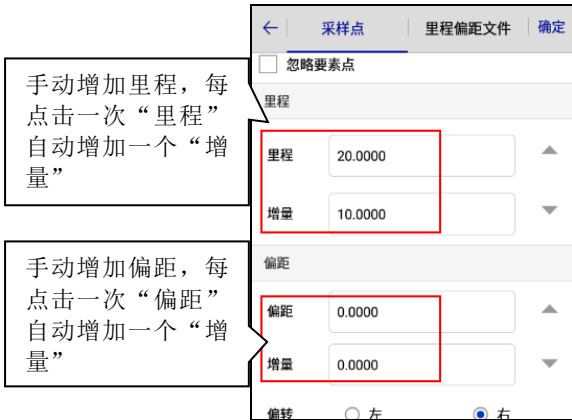 ← 采样点 里程偏距文件 确定
忽略要素点
里程
手动增加里程，每
点击一次“里程”
自动增加一个“增
量”
里程 20.0000
增量 10.0000
偏距
手动增加偏距，每
点击一次“偏距”
自动增加一个“增
量”
偏距 0.0000
增量 0.0000
偏转 左 右